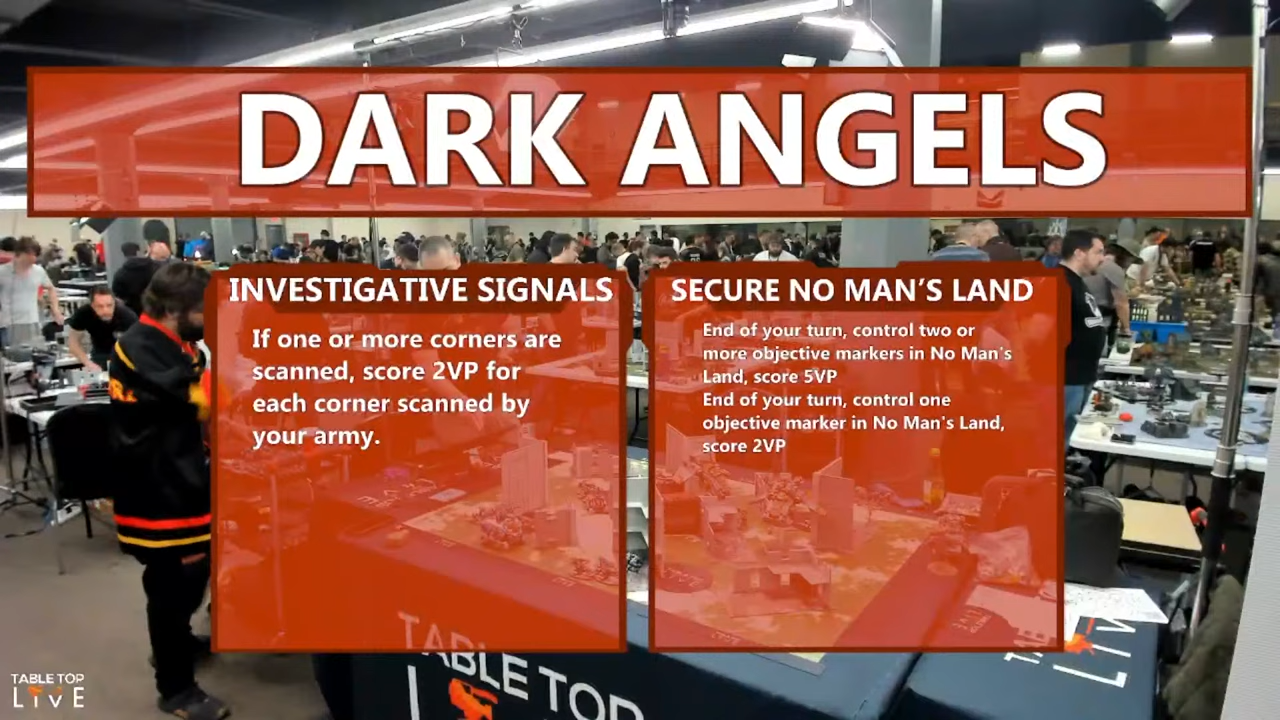 DARK ANGELS
INVESTIGATIVE SIGNALS
If one or more corners are
scanned, score 2VP for
each corner scanned by
your army.
SECURE NO MAN'S LAND
End of your turn, control two or
more objective markers in No Man's
Land, score 5VP
End of your turn, control one
objective marker in No Man's Land,
score 2VP
TABLE TOP
LIVE
TABLE TOP